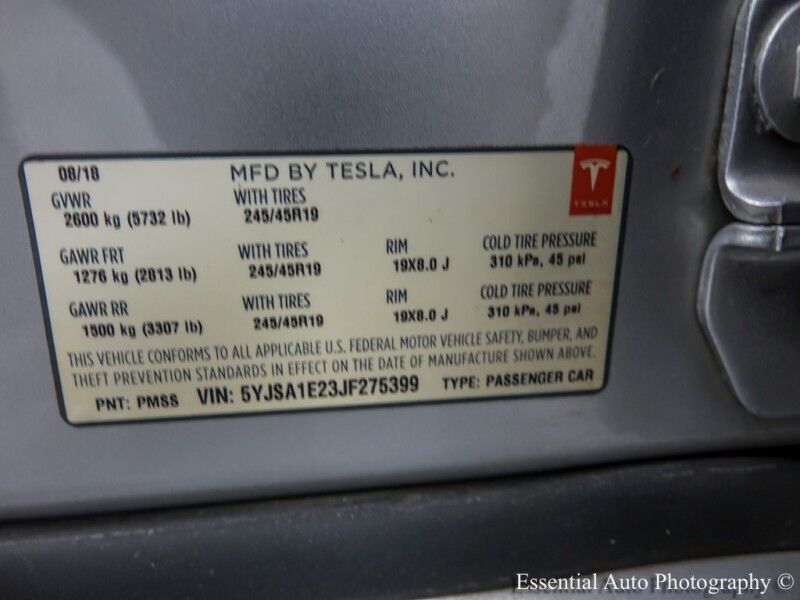 08/18 MFD BY TESLA, INC.
TESLA
GVWR WITH TIRES
2600 kg (5732 lb) 245/45R19
GAWR FRT WITH TIRES RIM COLD TIRE PRESSURE
1276 kg (2813 lb) 245/45R19 19X8.0 J 310 kPa, 45 psi
GAWR RR WITH TIRES RIM COLD TIRE PRESSURE
1500 kg (3307 lb) 245/45R19 19X8.0 J 310 kPa, 45 psi
THIS VEHICLE CONFORMS TO ALL APPLICABLE U.S. FEDERAL MOTOR VEHICLE SAFETY, BUMPER, AND
THEFT PREVENTION STANDARDS IN EFFECT ON THE DATE OF MANUFACTURE SHOWN ABOVE.
PNT: PMSS VIN: 5YJSA1E23JF275399 TYPE: PASSENGER CAR
Essential Auto Photography ©